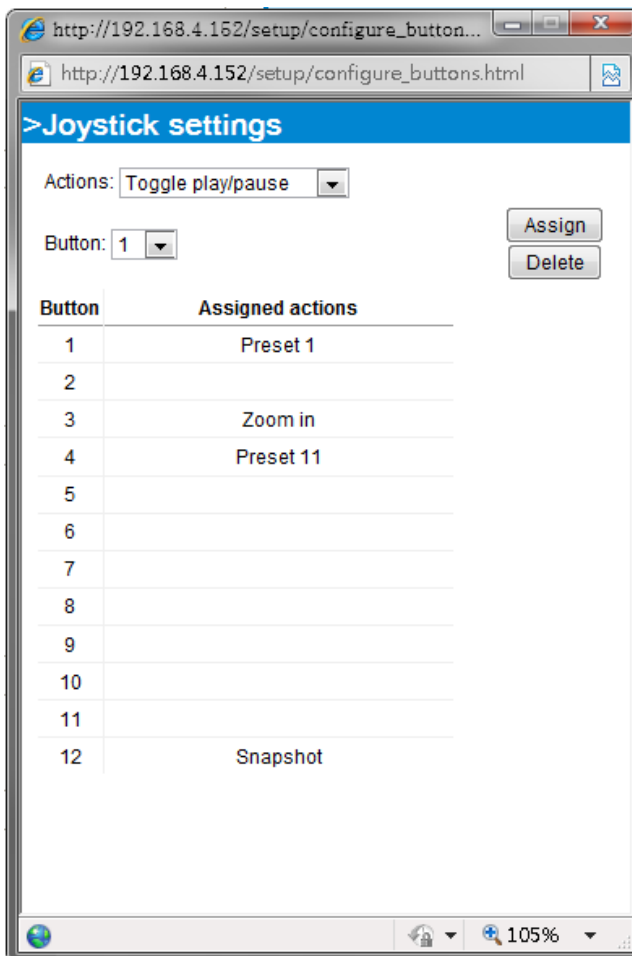 http://192.168.4.152/setup/configure_button...
http://192.168.4.152/setup/configure_buttons.html
>Joystick settings
Actions: Toggle play/pause
Button: 1
Assign
Delete
Button Assigned actions
1 Preset 1
2
3 Zoom in
4 Preset 11
5
6
7
8
9
10
11
12 Snapshot
105%